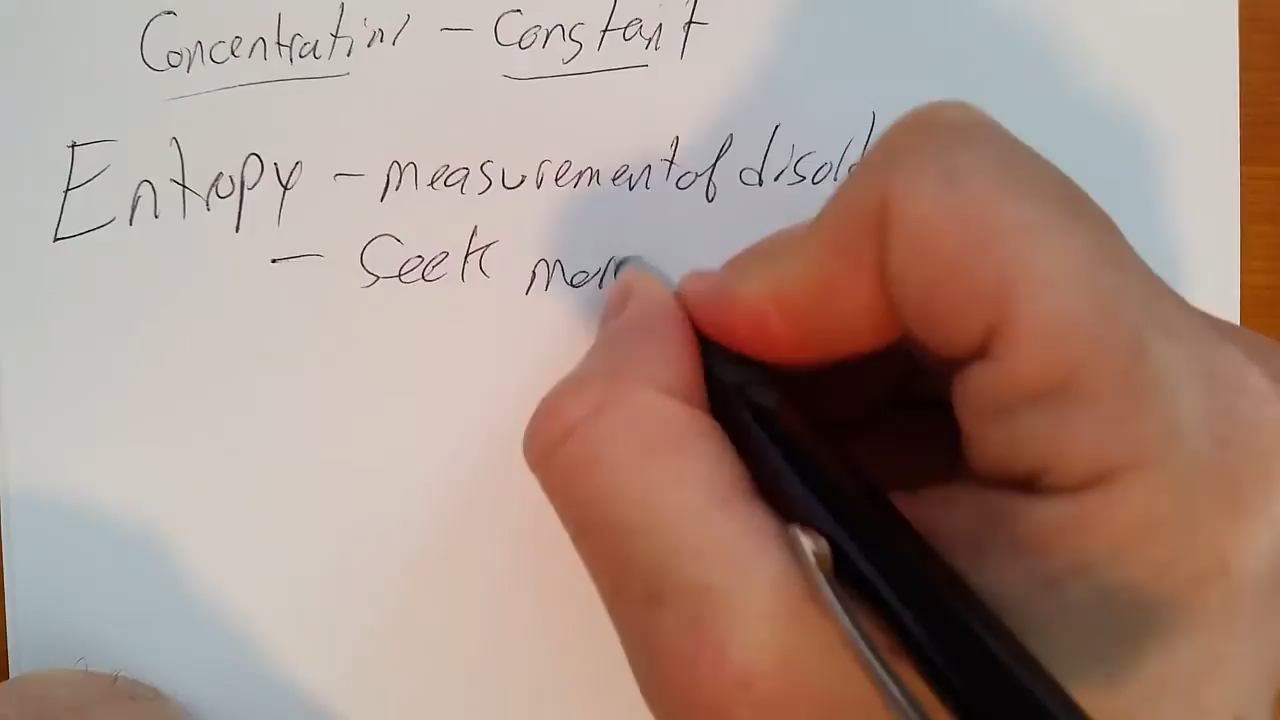 Concentration - Constant
Entropy - measurement of disord
- Seek mor